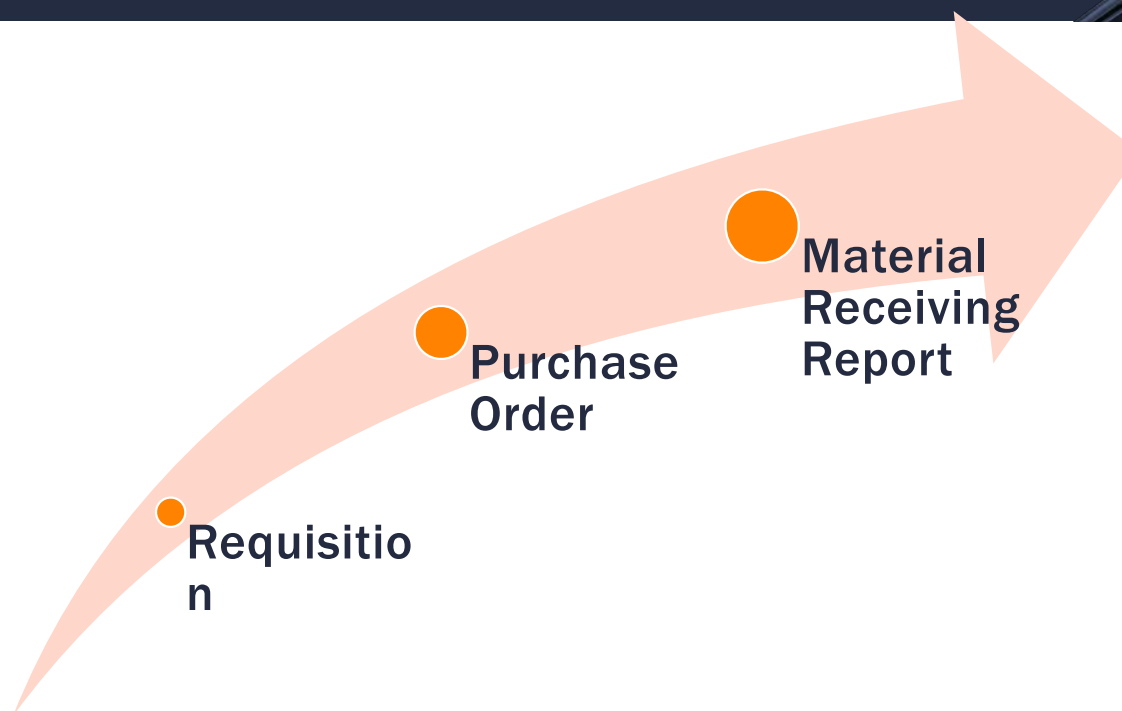 Requisitio
n
Purchase
Order
Material
Receiving
Report